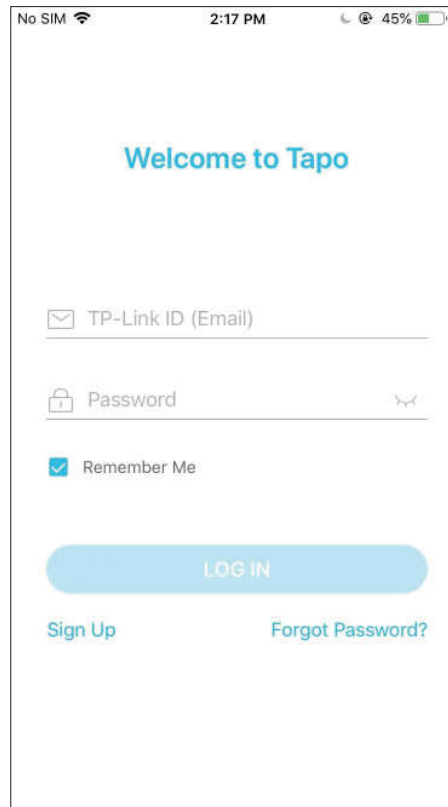 No SIM 2:17 PM 45%
Welcome to Tapo
TP-Link ID (Email)
Password
Remember Me
LOG IN
Sign Up Forgot Password?